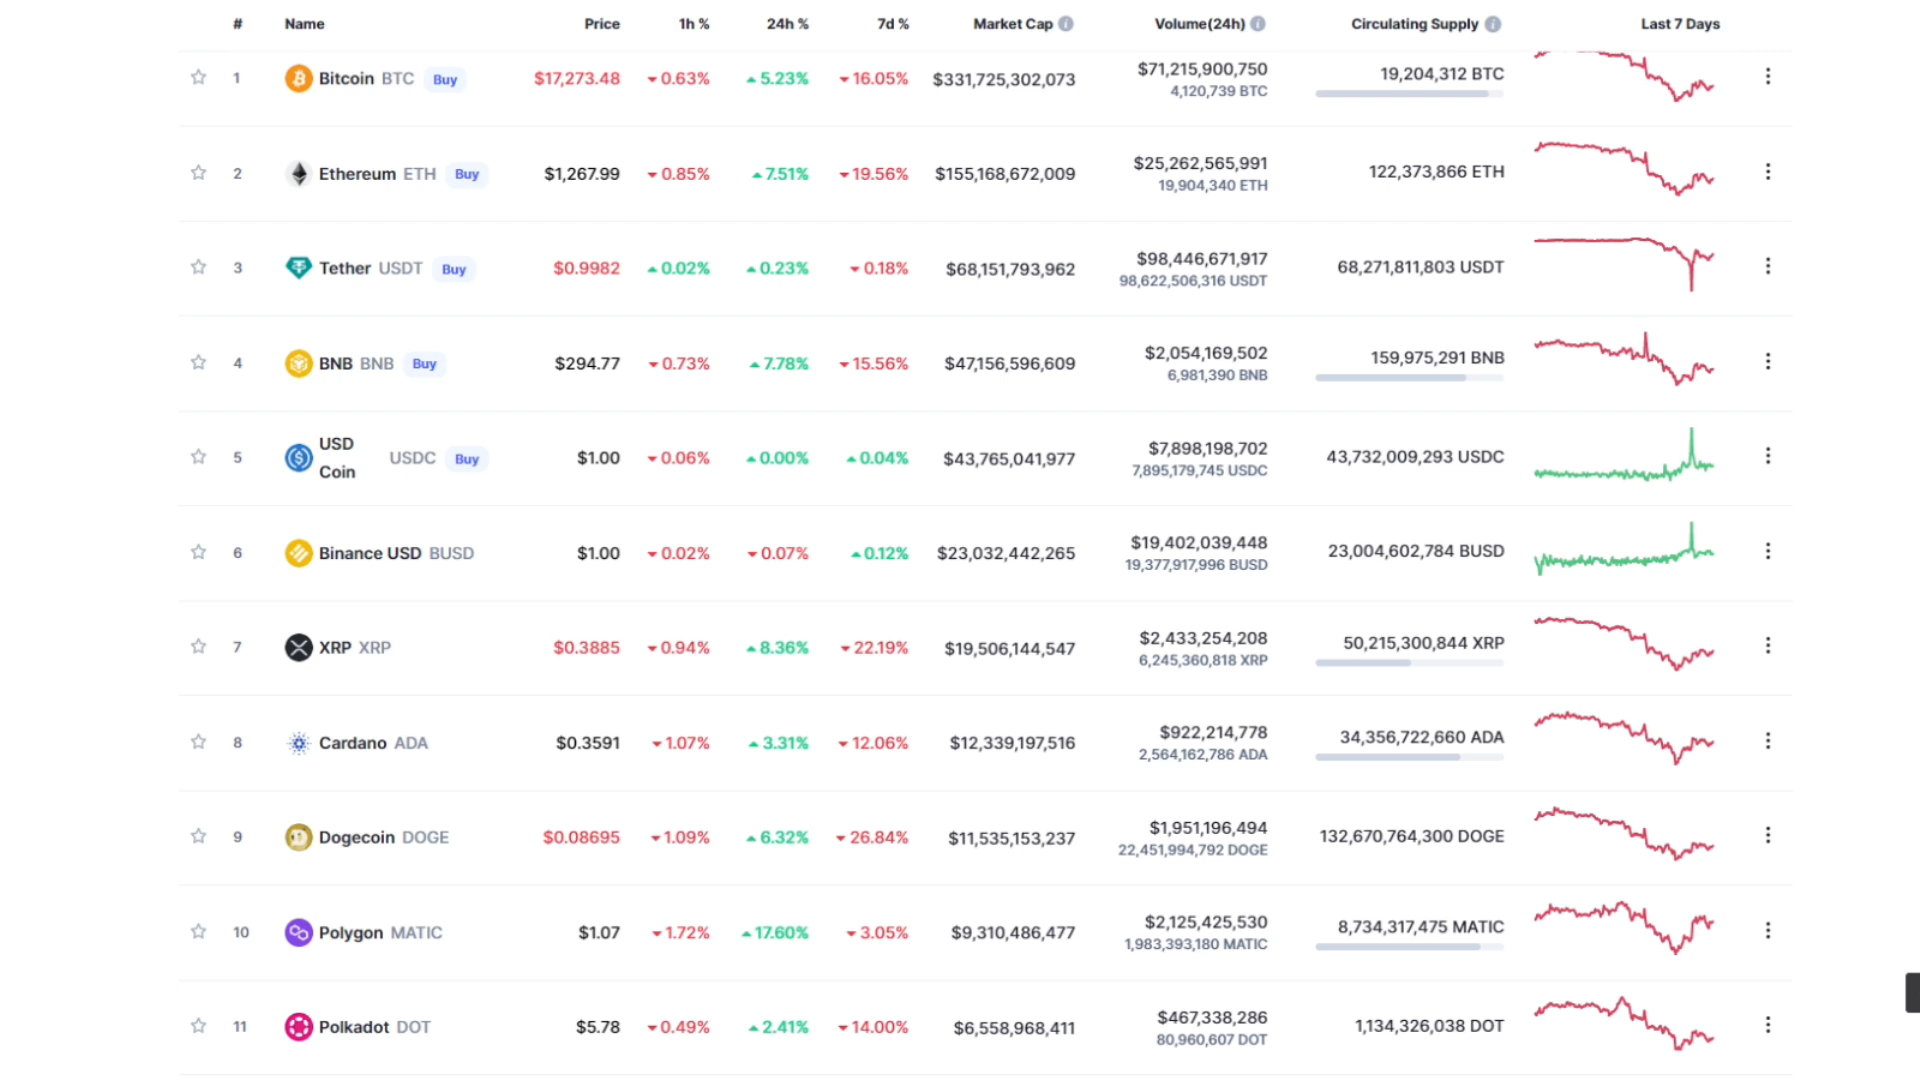 # Name Price 1h % 24h % 7d % Market Cap Volume(24h) Circulating Supply Last 7 Days
1 Bitcoin BTC Buy $17,273.48 0.63% 5.23% 16.05% $331,725,302,073 $71,215,900,750 19,204,312 BTC
4,120,739 BTC
2 Ethereum ETH Buy $1,267.99 0.85% 7.51% 19.56% $155,168,672,009 $25,262,565,991 122,373,866 ETH
19,904,340 ETH
3 Tether USDT Buy $0.9982 0.02% 0.23% 0.18% $68,151,793,962 $98,446,671,917 68,271,811,803 USDT
98,622,506,316 USDT
4 BNB BNB Buy $294.77 0.73% 7.78% 15.56% $47,156,596,609 $2,054,169,502 159,975,291 BNB
6,981,390 BNB
5 USD Coin USDC Buy $1.00 0.06% 0.00% 0.04% $43,765,041,977 $7,898,198,702 43,732,009,293 USDC
7,895,179,745 USDC
6 Binance USD BUSD $1.00 0.02% 0.07% 0.12% $23,032,442,265 $19,402,039,448 23,004,602,784 BUSD
19,377,917,996 BUSD
7 XRP XRP $0.3885 0.94% 8.36% 22.19% $19,506,144,547 $2,433,254,208 50,215,300,844 XRP
6,245,360,818 XRP
8 Cardano ADA $0.3591 1.07% 3.31% 12.06% $12,339,197,516 $922,214,778 34,356,722,660 ADA
2,564,162,786 ADA
9 Dogecoin DOGE $0.08695 1.09% 6.32% 26.84% $11,535,153,237 $1,951,196,494 132,670,764,300 DOGE
22,451,994,792 DOGE
10 Polygon MATIC $1.07 1.72% 17.60% 3.05% $9,310,486,477 $2,125,425,530 8,734,317,475 MATIC
1,983,393,180 MATIC
11 Polkadot DOT $5.78 0.49% 2.41% 14.00% $6,558,968,411 $467,338,286 1,134,326,038 DOT
80,960,607 DOT